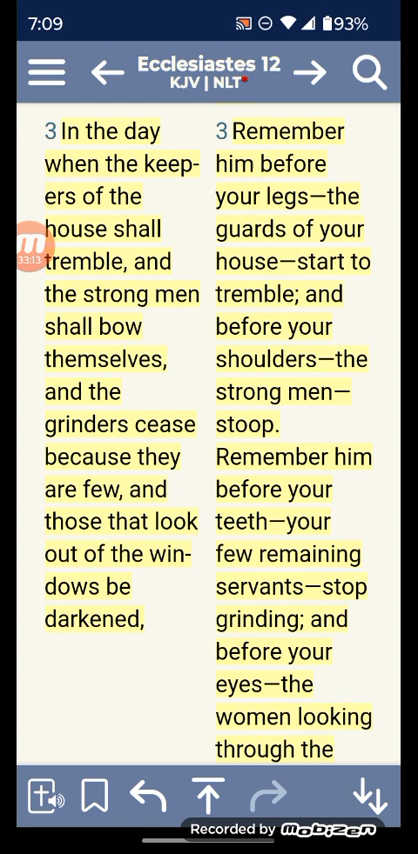 7:09
93%
Ecclesiastes 12
KJV | NLT*
3 In the day
when the keep-
ers of the
house shall
tremble, and
the strong men
shall bow
themselves,
and the
grinders cease
because they
are few, and
those that look
out of the win-
dows be
darkened,
3 Remember
him before
your legs—the
guards of your
house—start to
tremble; and
before your
shoulders—the
strong men—
stoop.
Remember him
before your
teeth—your
few remaining
servants—stop
grinding; and
before your
eyes—the
women looking
through the
33:13
Recorded by mobizen